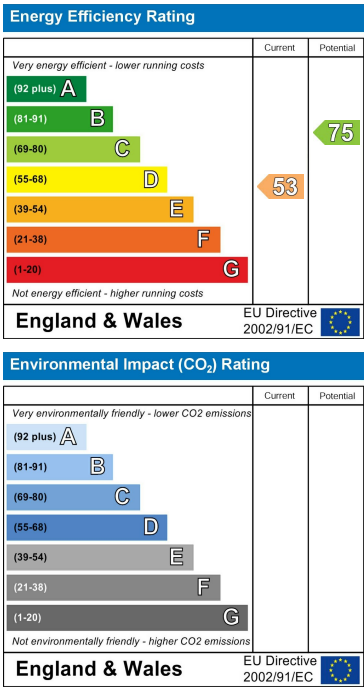 Energy Efficiency Rating
Current Potential
Very energy efficient - lower running costs
(92 plus) A
(81-91) B
(69-80) C
(55-68) D
(39-54) E
(21-38) F
(1-20) G
53
75
Not energy efficient - higher running costs
England & Wales
EU Directive
2002/91/EC
Environmental Impact (CO₂) Rating
Current Potential
Very environmentally friendly - lower CO2 emissions
(92 plus) A
(81-91) B
(69-80) C
(55-68) D
(39-54) E
(21-38) F
(1-20) G
Not environmentally friendly - higher CO2 emissions
England & Wales
EU Directive
2002/91/EC